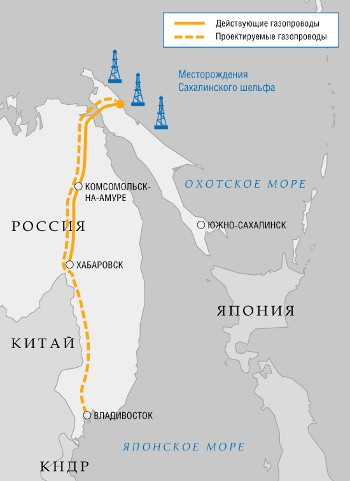 Действующие газопроводы
Проектируемые газопроводы
Месторождения
Сахалинского шельфа
ОХОТСКОЕ МОРЕ
КОМСОМОЛЬСК-
НА-АМУРЕ
РОССИЯ
ЮЖНО-САХАЛИНСК
ХАБАРОВСК
ЯПОНИЯ
КИТАЙ
ВЛАДИВОСТОК
ЯПОНСКОЕ МОРЕ
КНДР